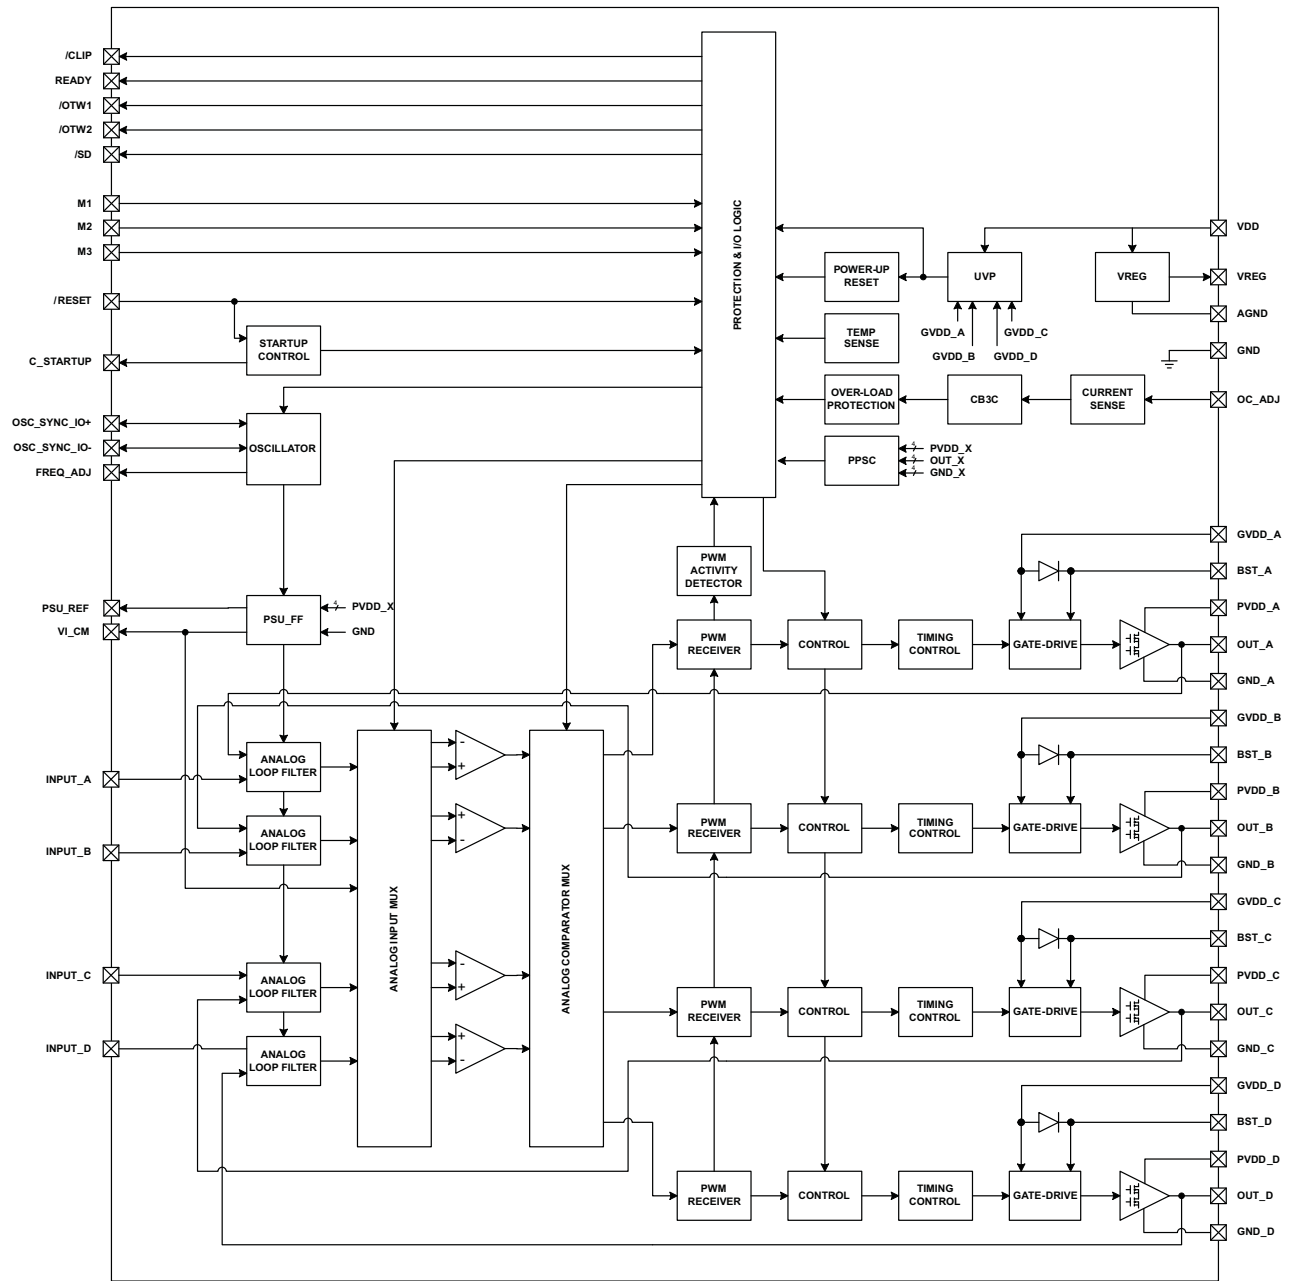 /CLIP
READY
/OTW1
/OTW2
/SD
M1
M2
M3
/RESET
C_STARTUP
OSC_SYNC_IO+
OSC_SYNC_IO-
FREQ_ADJ
PSU_REF
VI_CM
INPUT_A
INPUT_B
INPUT_C
INPUT_D
STARTUP
CONTROL
OSCILLATOR
PSU_FF
4
PVDD_X
GND
ANALOG
LOOP FILTER
ANALOG
LOOP FILTER
ANALOG
LOOP FILTER
ANALOG
LOOP FILTER
ANALOG INPUT MUX
-
+
+
-
-
+
+
-
ANALOG COMPARATOR MUX
PROTECTION & I/O LOGIC
POWER-UP
RESET
UVP
VREG
GVDD_A
GVDD_C
GVDD_B
GVDD_D
TEMP
SENSE
OVER-LOAD
PROTECTION
CB3C
CURRENT
SENSE
PPSC
4
PVDD_X
4
OUT_X
4
GND_X
PWM
ACTIVITY
DETECTOR
PWM
RECEIVER
CONTROL
TIMING
CONTROL
GATE-DRIVE
PWM
RECEIVER
CONTROL
TIMING
CONTROL
GATE-DRIVE
PWM
RECEIVER
CONTROL
TIMING
CONTROL
GATE-DRIVE
PWM
RECEIVER
CONTROL
TIMING
CONTROL
GATE-DRIVE
VDD
VREG
AGND
GND
OC_ADJ
GVDD_A
BST_A
PVDD_A
OUT_A
GND_A
GVDD_B
BST_B
PVDD_B
OUT_B
GND_B
GVDD_C
BST_C
PVDD_C
OUT_C
GND_C
GVDD_D
BST_D
PVDD_D
OUT_D
GND_D